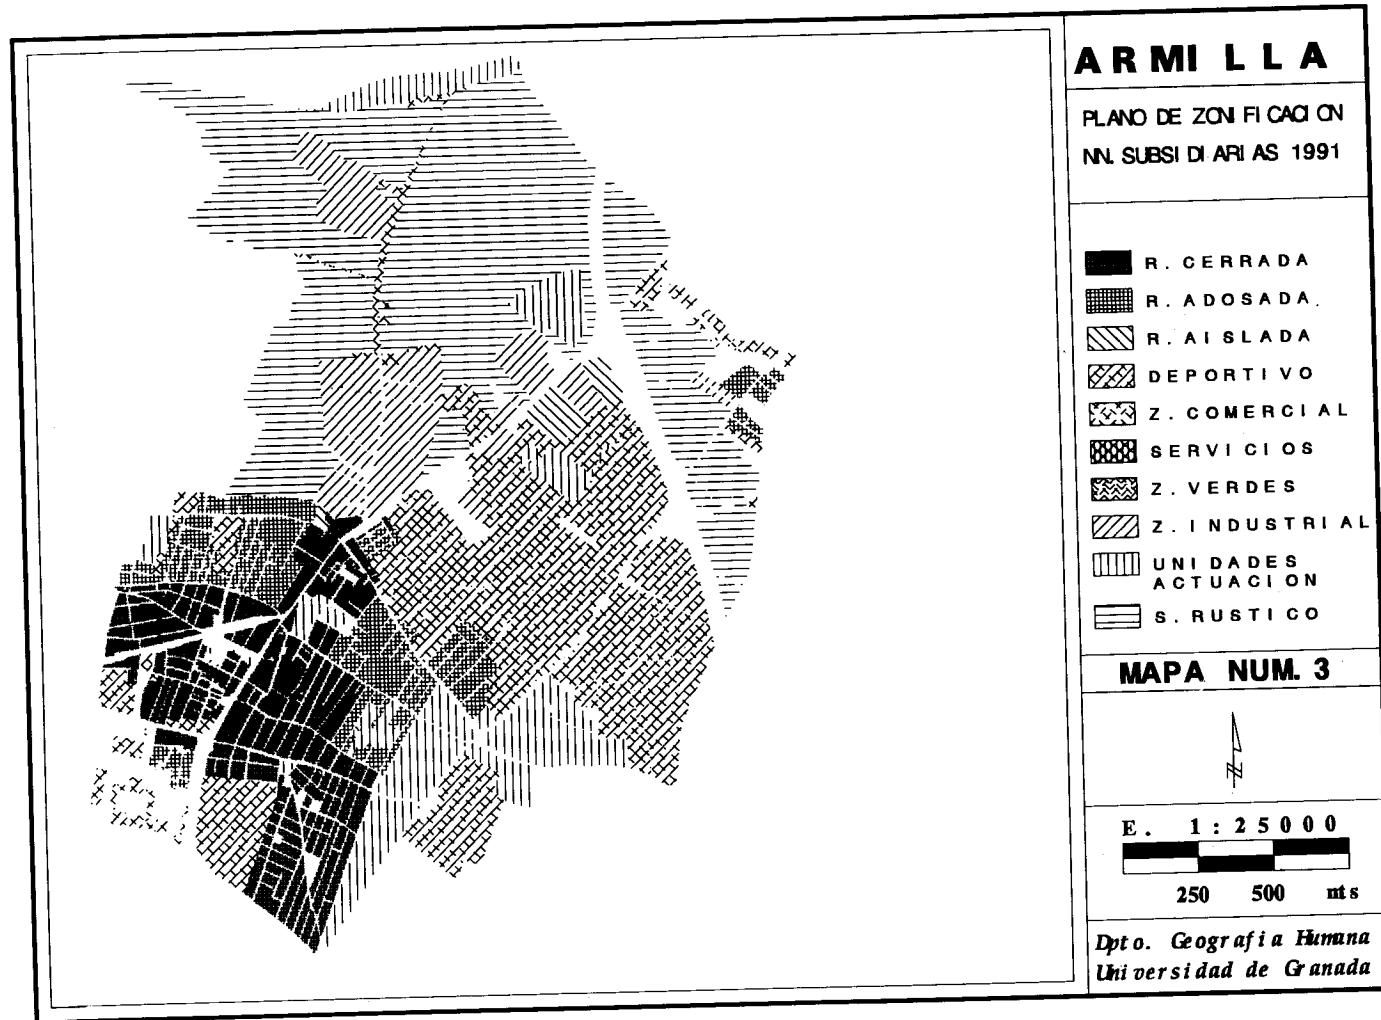 ARMILLA
PLANO DE ZONIFICACION
NN. SUBSIDIARIAS 1991
R. CERRADA
R. ADOSADA.
R. AISLADA
DEPORTIVO
Z. COMERCIAL
SERVICIOS
Z. VERDES
Z. INDUSTRIAL
UNIDADES
ACTUACION
S. RUSTICO
MAPA NUM. 3
N
E. 1:25000
250 500 mts
Dpto. Geografia Humana
Universidad de Granada